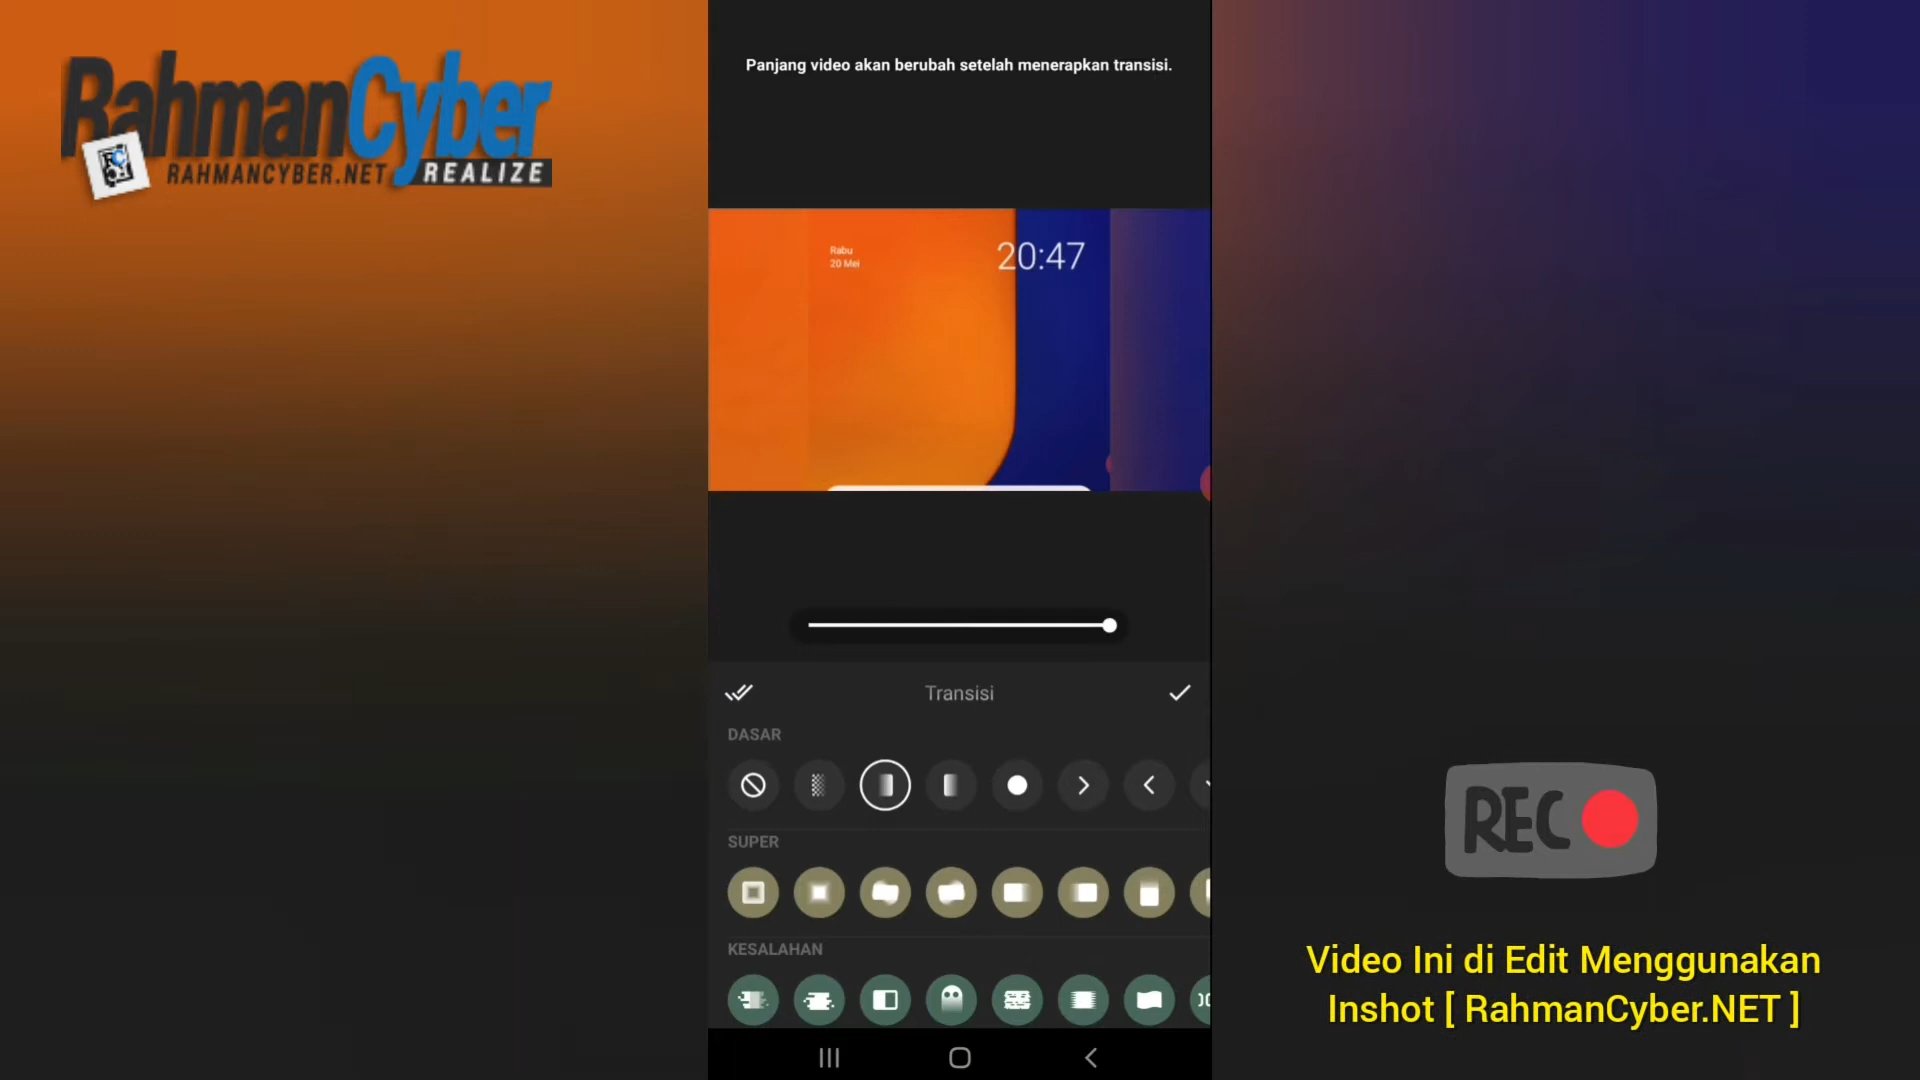 RahmanCyber
RAHMANCYBER.NET REALIZE
Panjang video akan berubah setelah menerapkan transisi.
Rabu
20 Mei
20:47
Transisi
DASAR
SUPER
KESALAHAN
REC
Video Ini di Edit Menggunakan
Inshot [ RahmanCyber.NET ]